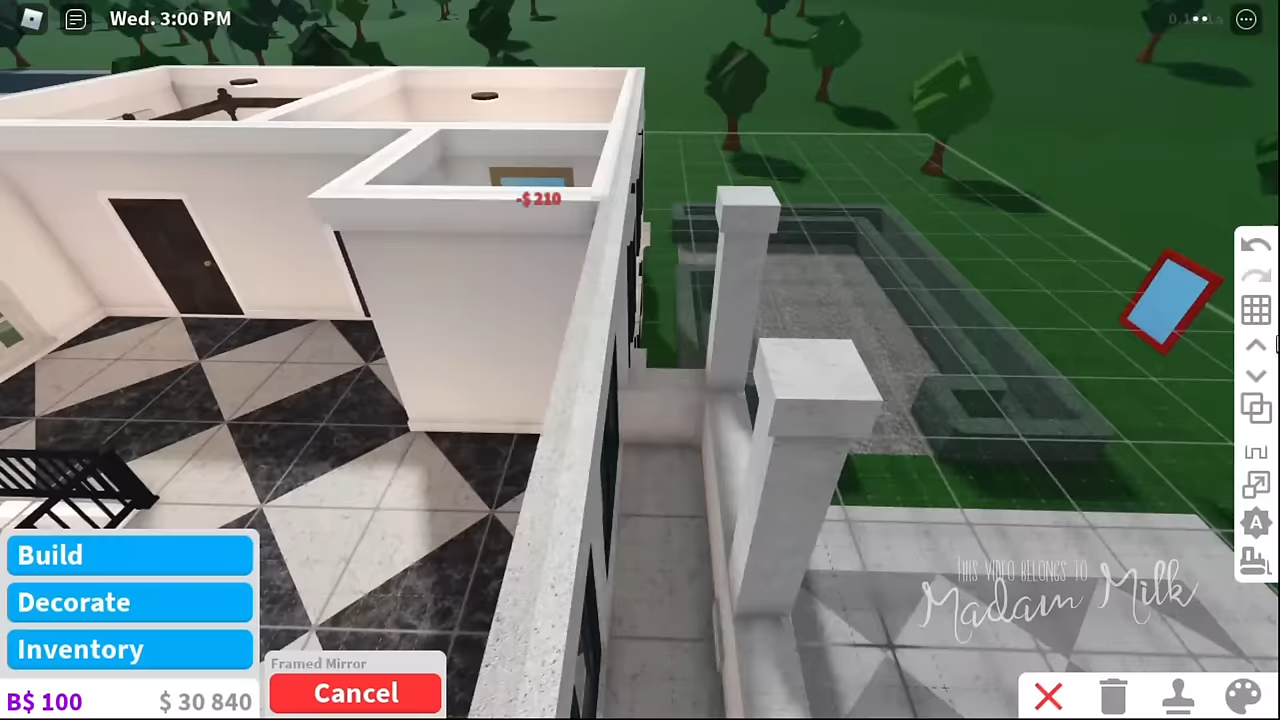 Wed. 3:00 PM
-$210
Build
Decorate
Inventory
B$ 100
$ 30 840
Framed Mirror
Cancel
A
THIS VIDEO BELONGS TO
Madam Milk